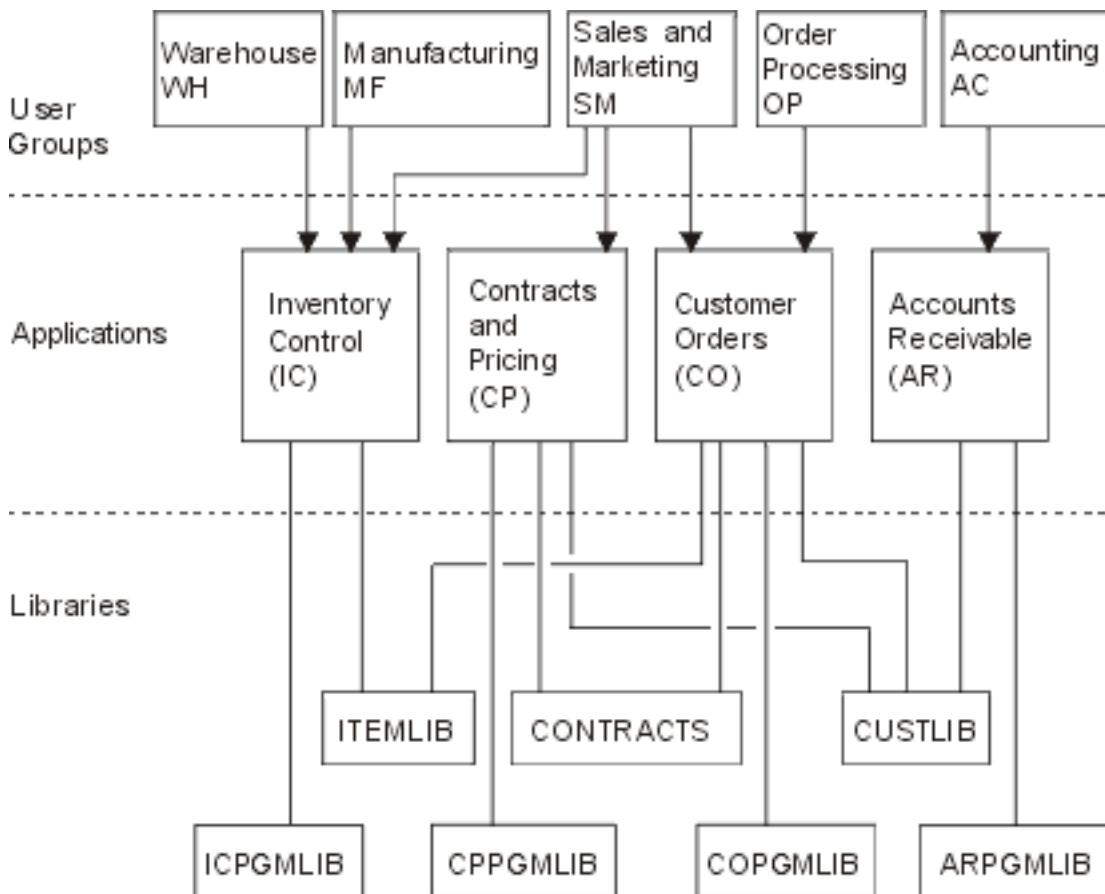 Warehouse
WH
Manufacturing
MF
Sales and
Marketing
SM
Order
Processing
OP
Accounting
AC
User
Groups
Applications
Inventory
Control
(IC)
Contracts
and
Pricing
(CP)
Customer
Orders
(CO)
Accounts
Receivable
(AR)
Libraries
ITEMLIB
CONTRACTS
CUSTLIB
ICPGMLIB
CPPGMLIB
COPGMLIB
ARPGMLIB